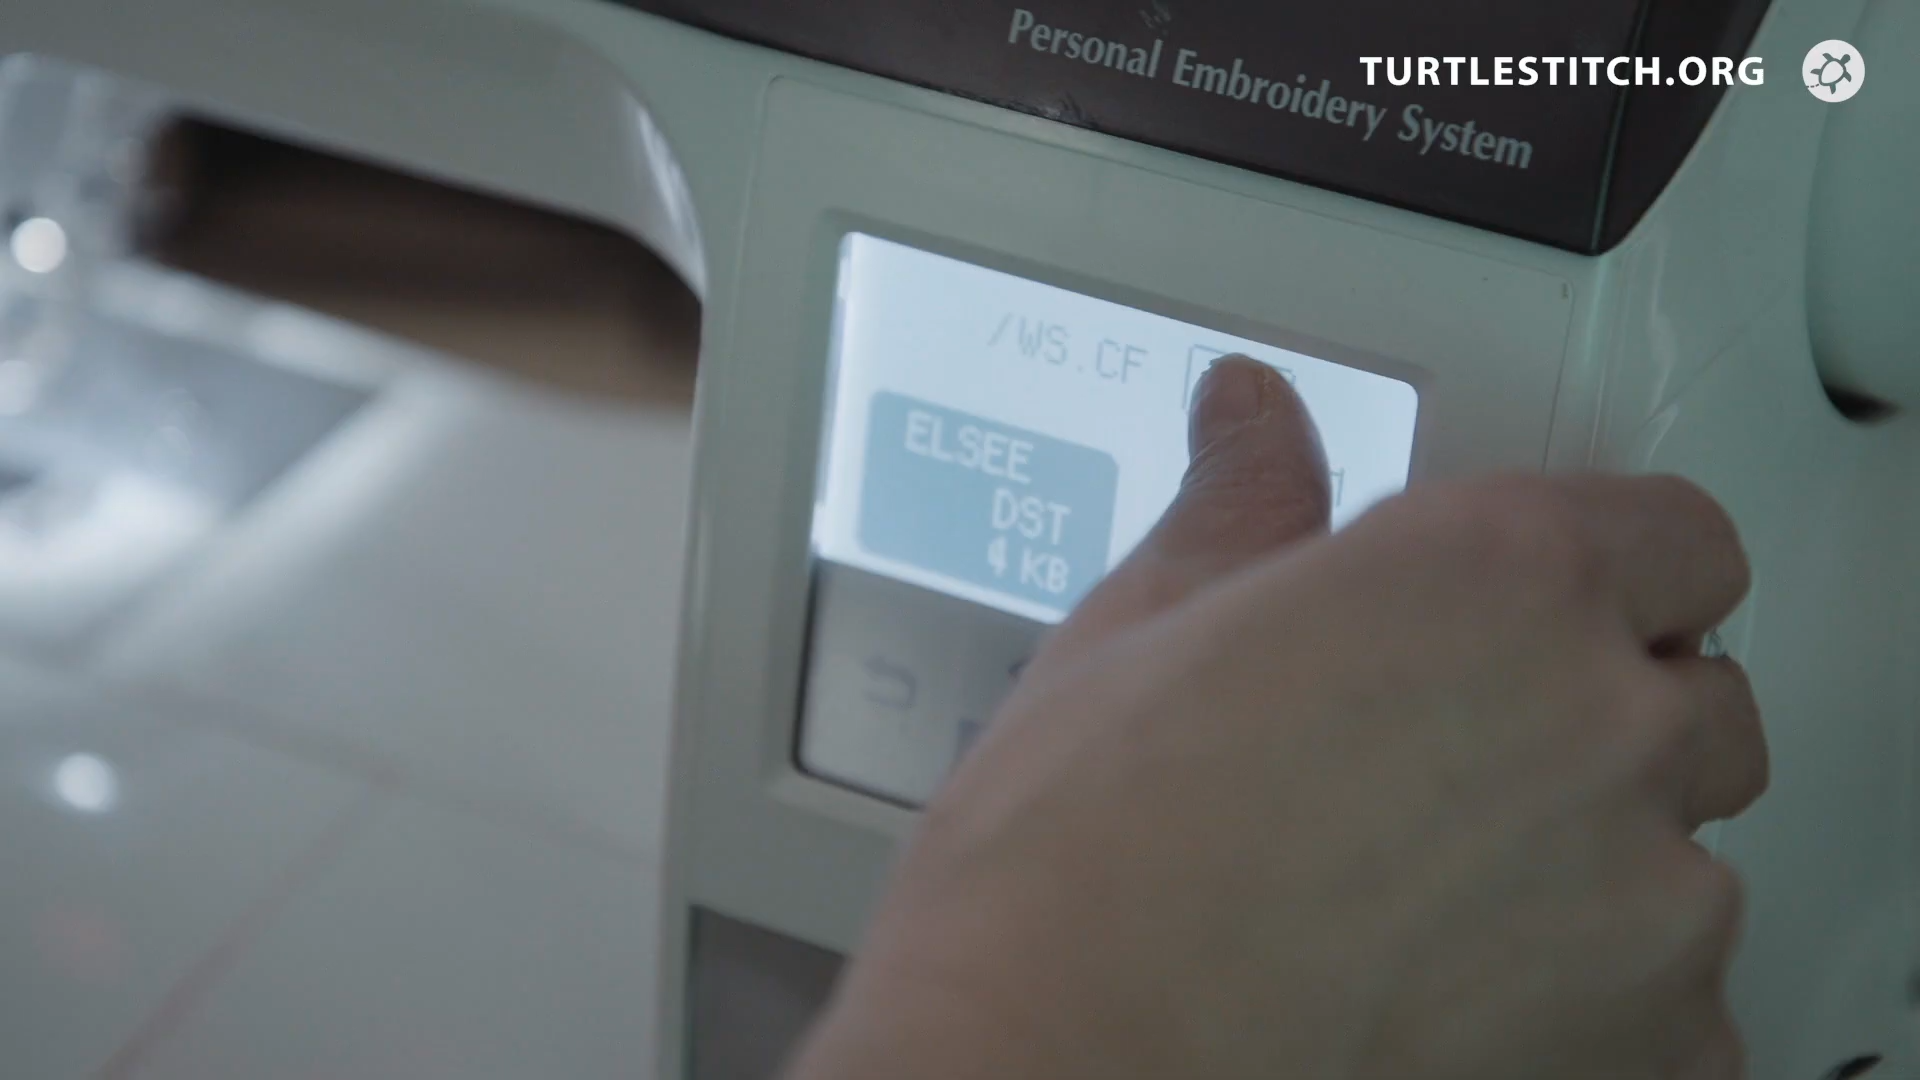 Personal Embroidery System
TURTLESTITCH.ORG
/WS.CF
ELSEE
DST
4 KB